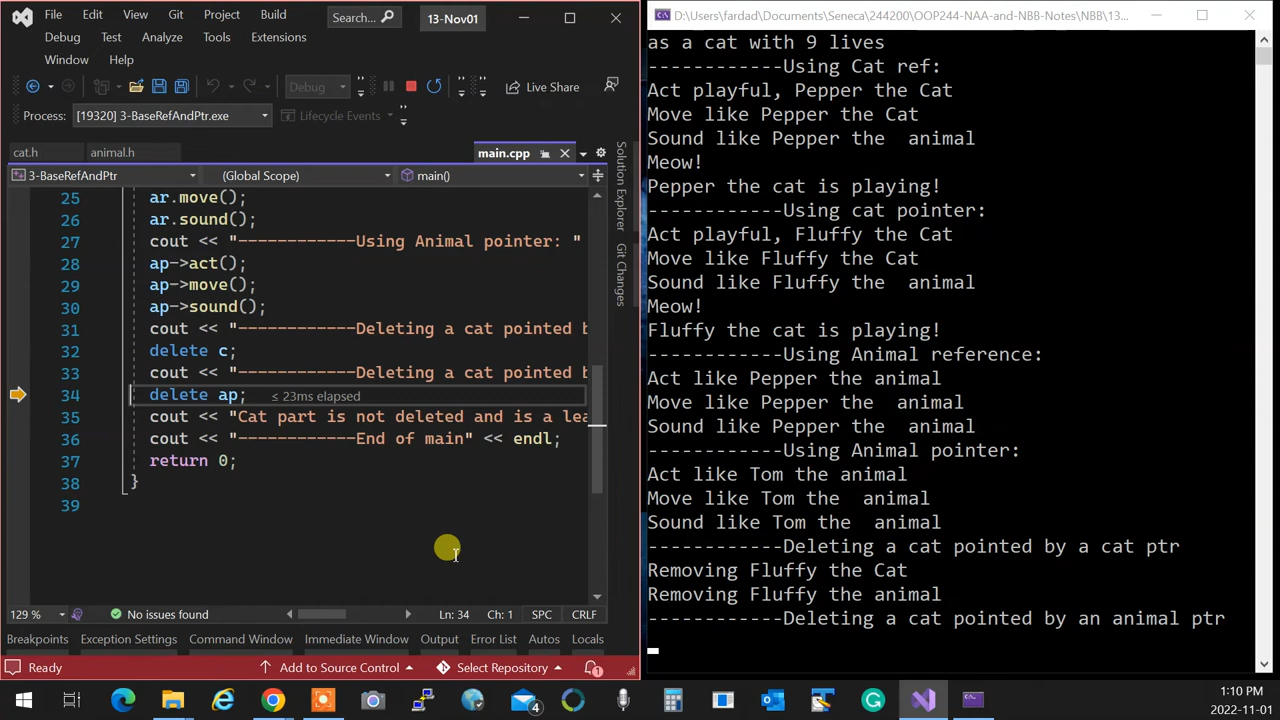 File Edit View Git Project Build Search... 13-Nov01
Debug Test Analyze Tools Extensions
Window Help
Debug Live Share
Process: [19320] 3-BaseRefAndPtr.exe Lifecycle Events
cat.h animal.h main.cpp
3-BaseRefAndPtr (Global Scope) main()
25 ar.move();
26 ar.sound();
27 cout << "------------Using Animal pointer: "
28 ap->act();
29 ap->move();
30 ap->sound();
31 cout << "------------Deleting a cat pointed b
32 delete c;
33 cout << "------------Deleting a cat pointed b
34 delete ap; ≤ 23ms elapsed
35 cout << "Cat part is not deleted and is a lea
36 cout << "------------End of main" << endl;
37 return 0;
38 }
39
Solution Explorer
Git Changes
129 % No issues found Ln: 34 Ch: 1 SPC CRLF
Breakpoints Exception Settings Command Window Immediate Window Output Error List Autos Locals
Ready Add to Source Control Select Repository 1
D:\Users\fardad\Documents\Seneca\244200\OOP244-NAA-and-NBB-Notes\NBB\13...
as a cat with 9 lives
------------Using Cat ref:
Act playful, Pepper the Cat
Move like Pepper the Cat
Sound like Pepper the  animal
Meow!
Pepper the cat is playing!
------------Using cat pointer:
Act playful, Fluffy the Cat
Move like Fluffy the Cat
Sound like Fluffy the  animal
Meow!
Fluffy the cat is playing!
------------Using Animal reference:
Act like Pepper the animal
Move like Pepper the  animal
Sound like Pepper the  animal
------------Using Animal pointer:
Act like Tom the animal
Move like Tom the  animal
Sound like Tom the  animal
------------Deleting a cat pointed by a cat ptr
Removing Fluffy the Cat
Removing Fluffy the animal
------------Deleting a cat pointed by an animal ptr
4
1:10 PM
2022-11-01